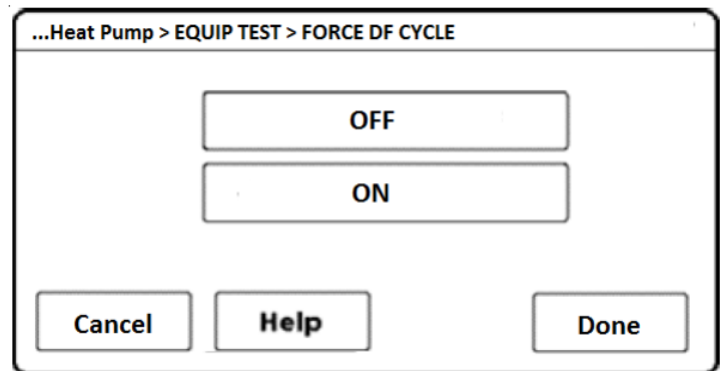 ...Heat Pump > EQUIP TEST > FORCE DF CYCLE
OFF
ON
Cancel Help Done